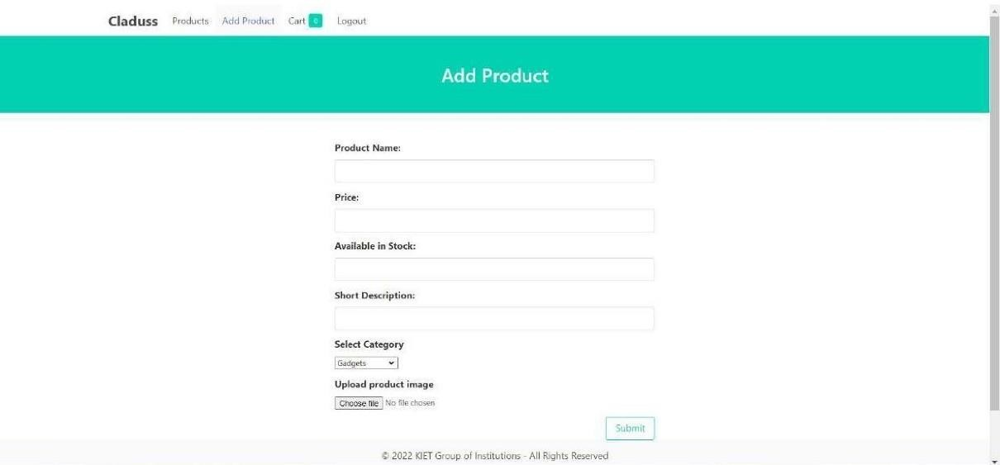 Claduss Products Add Product Cart 0 Logout
Add Product
Product Name:
Price:
Available in Stock:
Short Description:
Select Category
Gadgets
Upload product image
Choose file No file chosen
Submit
© 2022 KIET Group of Institutions - All Rights Reserved